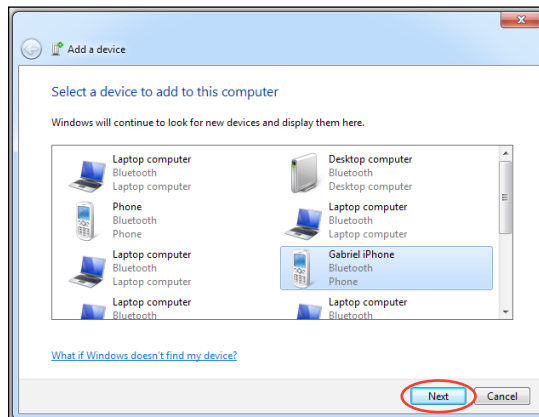 Add a device
Select a device to add to this computer
Windows will continue to look for new devices and display them here.
Laptop computer
Bluetooth
Laptop computer
Desktop computer
Bluetooth
Desktop computer
Phone
Bluetooth
Phone
Laptop computer
Bluetooth
Laptop computer
Laptop computer
Bluetooth
Laptop computer
Gabriel iPhone
Bluetooth
Phone
Laptop computer
Bluetooth
Laptop computer
Bluetooth
What if Windows doesn't find my device?
Next
Cancel